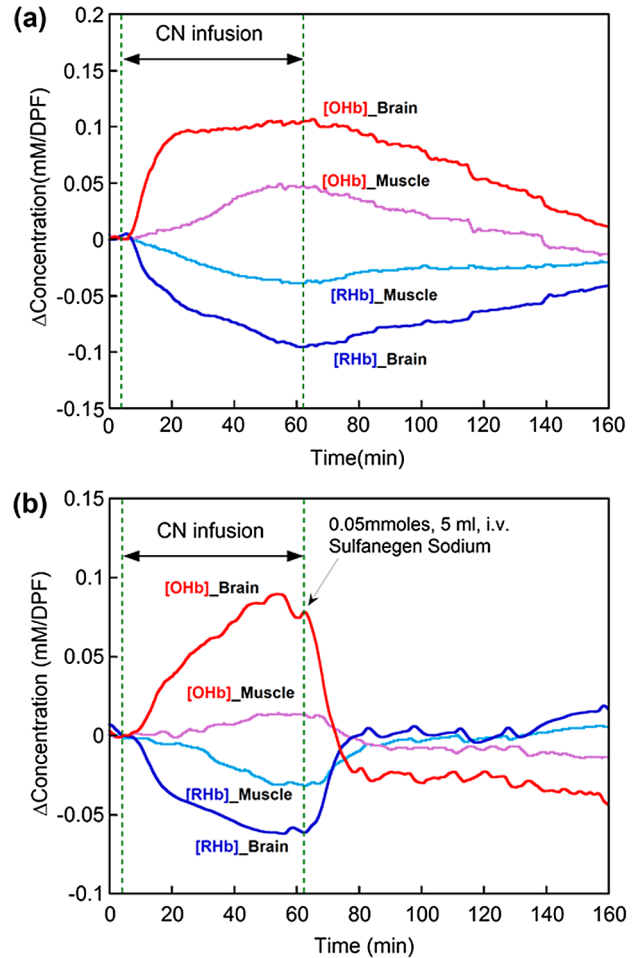 (a)
0.2
0.15
0.1
0.05
0
-0.05
-0.1
-0.15
ΔConcentration(mM/DPF)
CN infusion
[OHb]_Brain
[OHb]_Muscle
[RHb]_Muscle
[RHb]_Brain
0 20 40 60 80 100 120 140 160
Time(min)
(b)
0.15
0.1
0.05
0
-0.05
-0.1
ΔConcentration (mM/DPF)
CN infusion
0.05mmoles, 5 ml, i.v.
Sulfanegen Sodium
[OHb]_Brain
[OHb]_Muscle
[RHb]_Muscle
[RHb]_Brain
0 20 40 60 80 100 120 140 160
Time (min)